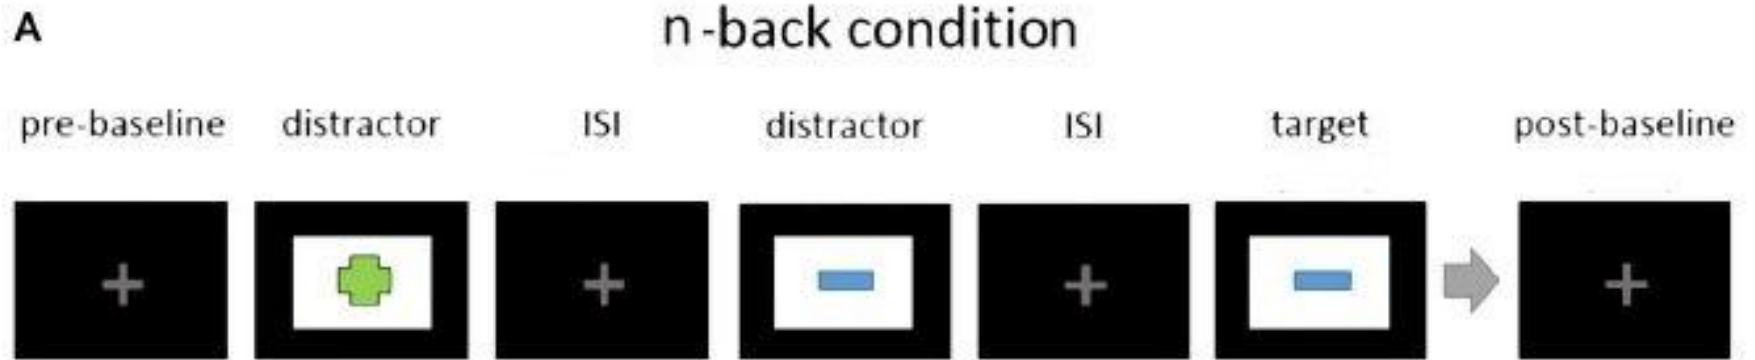 A
n-back condition
pre-baseline distractor ISI distractor ISI target post-baseline